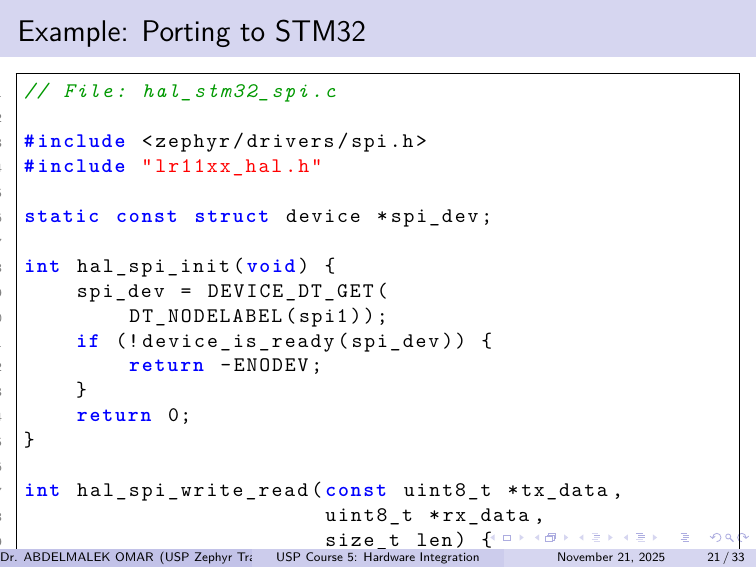 Example: Porting to STM32
// File: hal_stm32_spi.c
#include <zephyr/drivers/spi.h>
#include "lr11xx_hal.h"
static const struct device *spi_dev;
int hal_spi_init(void) {
    spi_dev = DEVICE_DT_GET(
        DT_NODELABEL(spi1));
    if (!device_is_ready(spi_dev)) {
        return -ENODEV;
    }
    return 0;
}
int hal_spi_write_read(const uint8_t *tx_data,
                       uint8_t *rx_data,
                       size_t len) {
Dr. ABDELMALEK OMAR (USP Zephyr Tra USP Course 5: Hardware Integration November 21, 2025 21 / 33